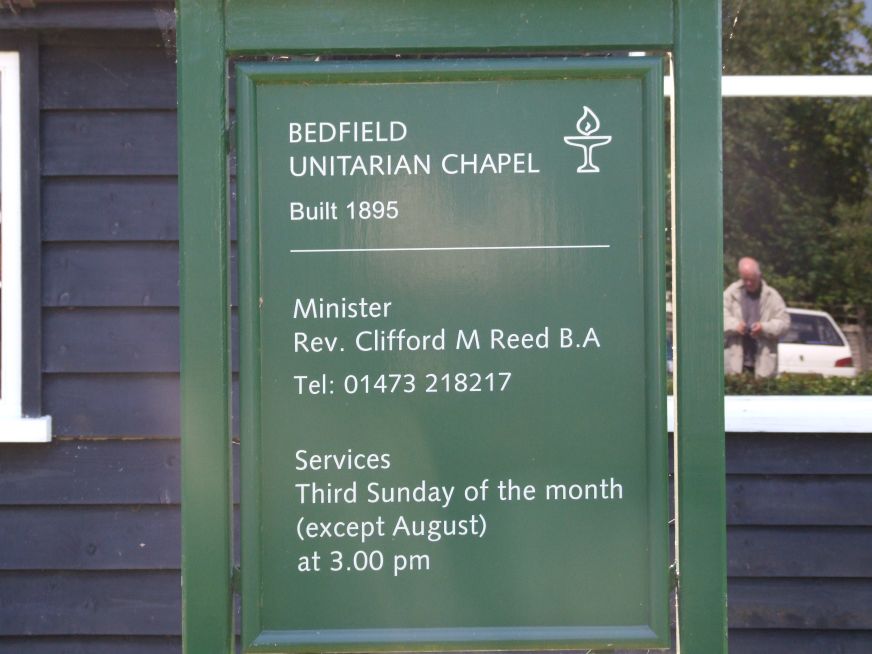 BEDFIELD
UNITARIAN CHAPEL
Built 1895
Minister
Rev. Clifford M Reed B.A
Tel: 01473 218217
Services
Third Sunday of the month
(except August)
at 3.00 pm